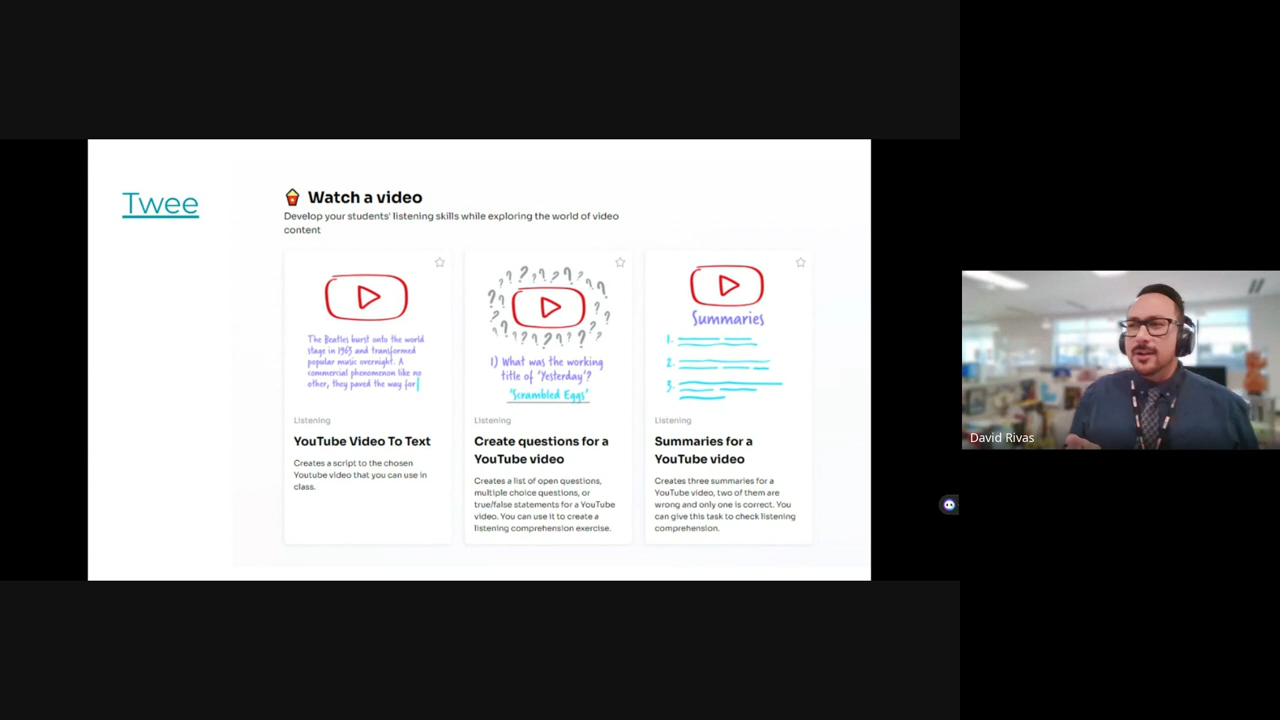 Twee
Watch a video
Develop your students' listening skills while exploring the world of video
content
The Beatles burst onto the world
stage in 1963 and transformed
popular music overnight. A
commercial phenomenon like no
other, they paved the way for
Listening
YouTube Video To Text
Creates a script to the chosen
Youtube video that you can use in
class.
1) What was the working
title of 'Yesterday'?
'Scrambled Eggs'
Listening
Create questions for a
YouTube video
Creates a list of open questions,
multiple choice questions, or
true/false statements for a YouTube
video. You can use it to create a
listening comprehension exercise.
Summaries
1.
2.
3.
Listening
Summaries for a
YouTube video
Creates three summaries for a
YouTube video, two of them are
wrong and only one is correct. You
can give this task to check listening
comprehension.
David Rivas